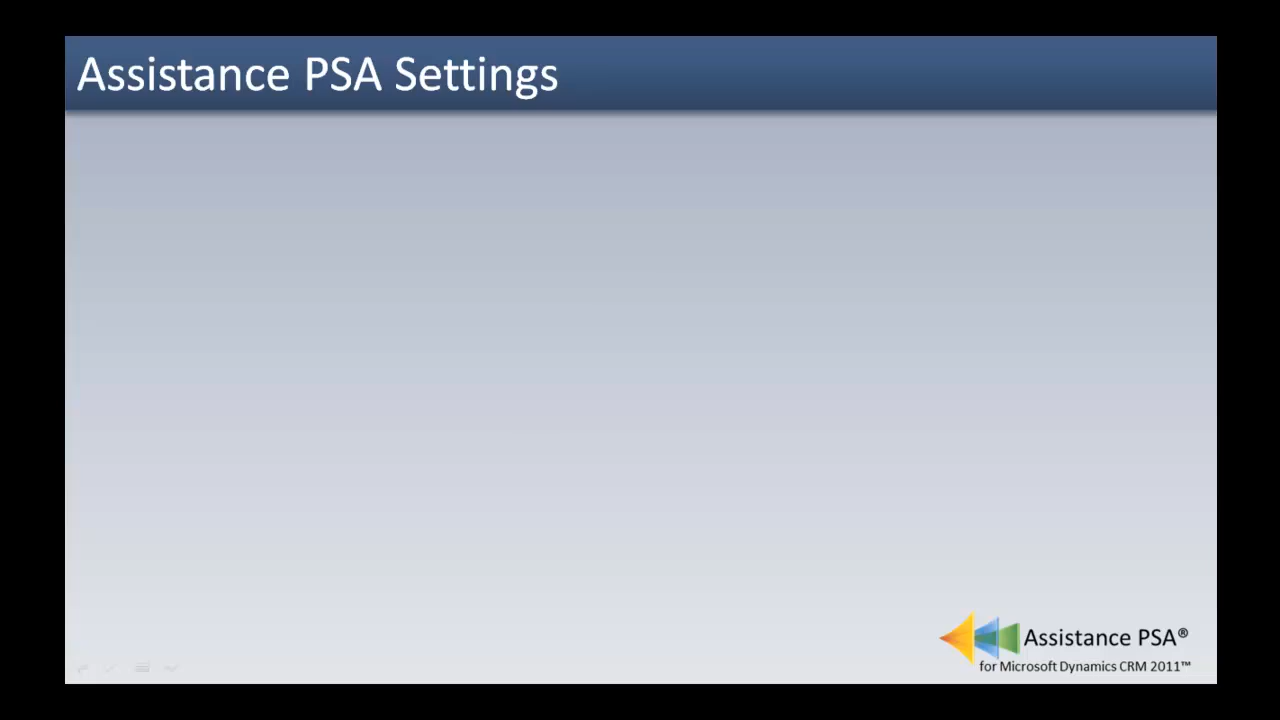 Assistance PSA Settings
Assistance PSA®
for Microsoft Dynamics CRM 2011™